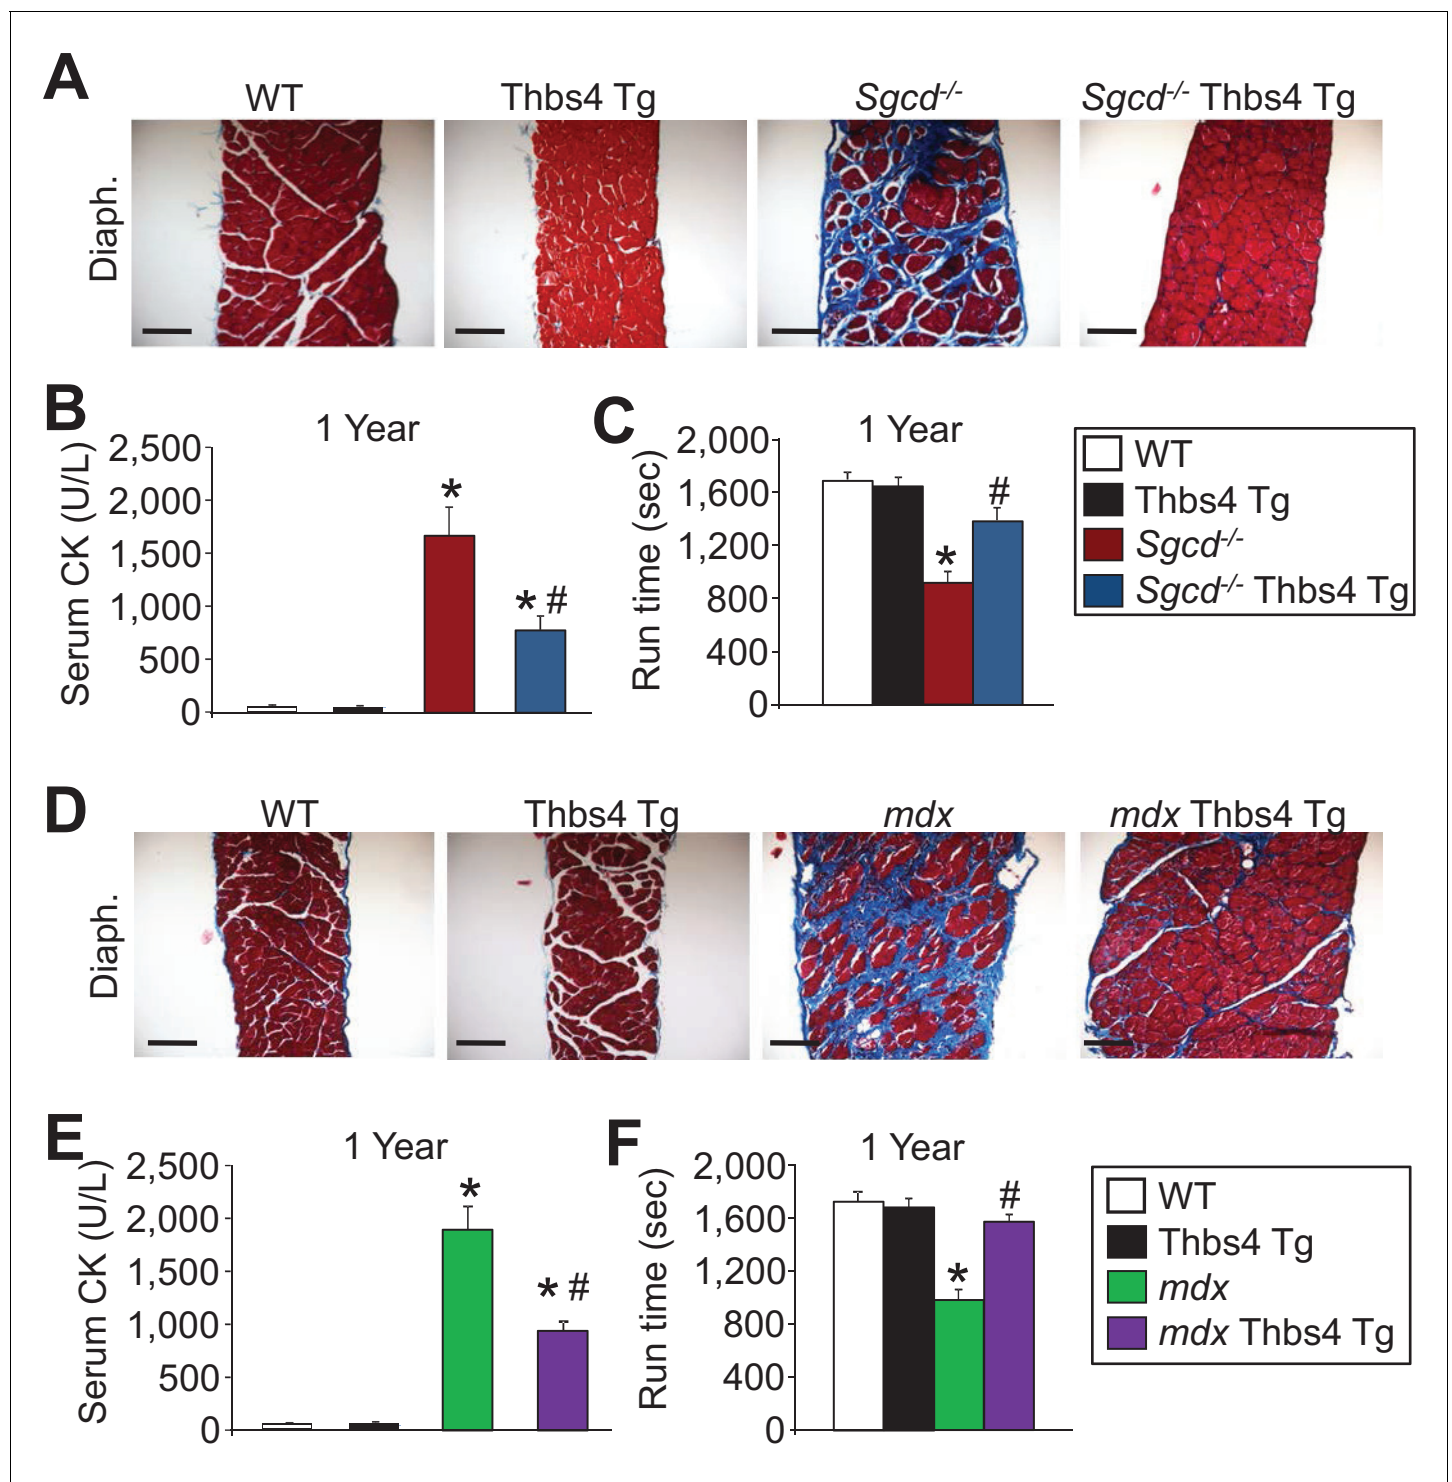 A
WT
Thbs4 Tg
Sgcd-/-
Sgcd-/- Thbs4 Tg
Diaph.
B
1 Year
Serum CK (U/L)
2,500
2,000
1,500
1,000
500
0
*
* #
C
1 Year
Run time (sec)
2,000
1,600
1,200
800
400
0
*
#
WT
Thbs4 Tg
Sgcd-/-
Sgcd-/- Thbs4 Tg
D
WT
Thbs4 Tg
mdx
mdx Thbs4 Tg
Diaph.
E
1 Year
Serum CK (U/L)
2,500
2,000
1,500
1,000
500
0
*
* #
F
1 Year
Run time (sec)
2,000
1,600
1,200
800
400
0
*
#
WT
Thbs4 Tg
mdx
mdx Thbs4 Tg